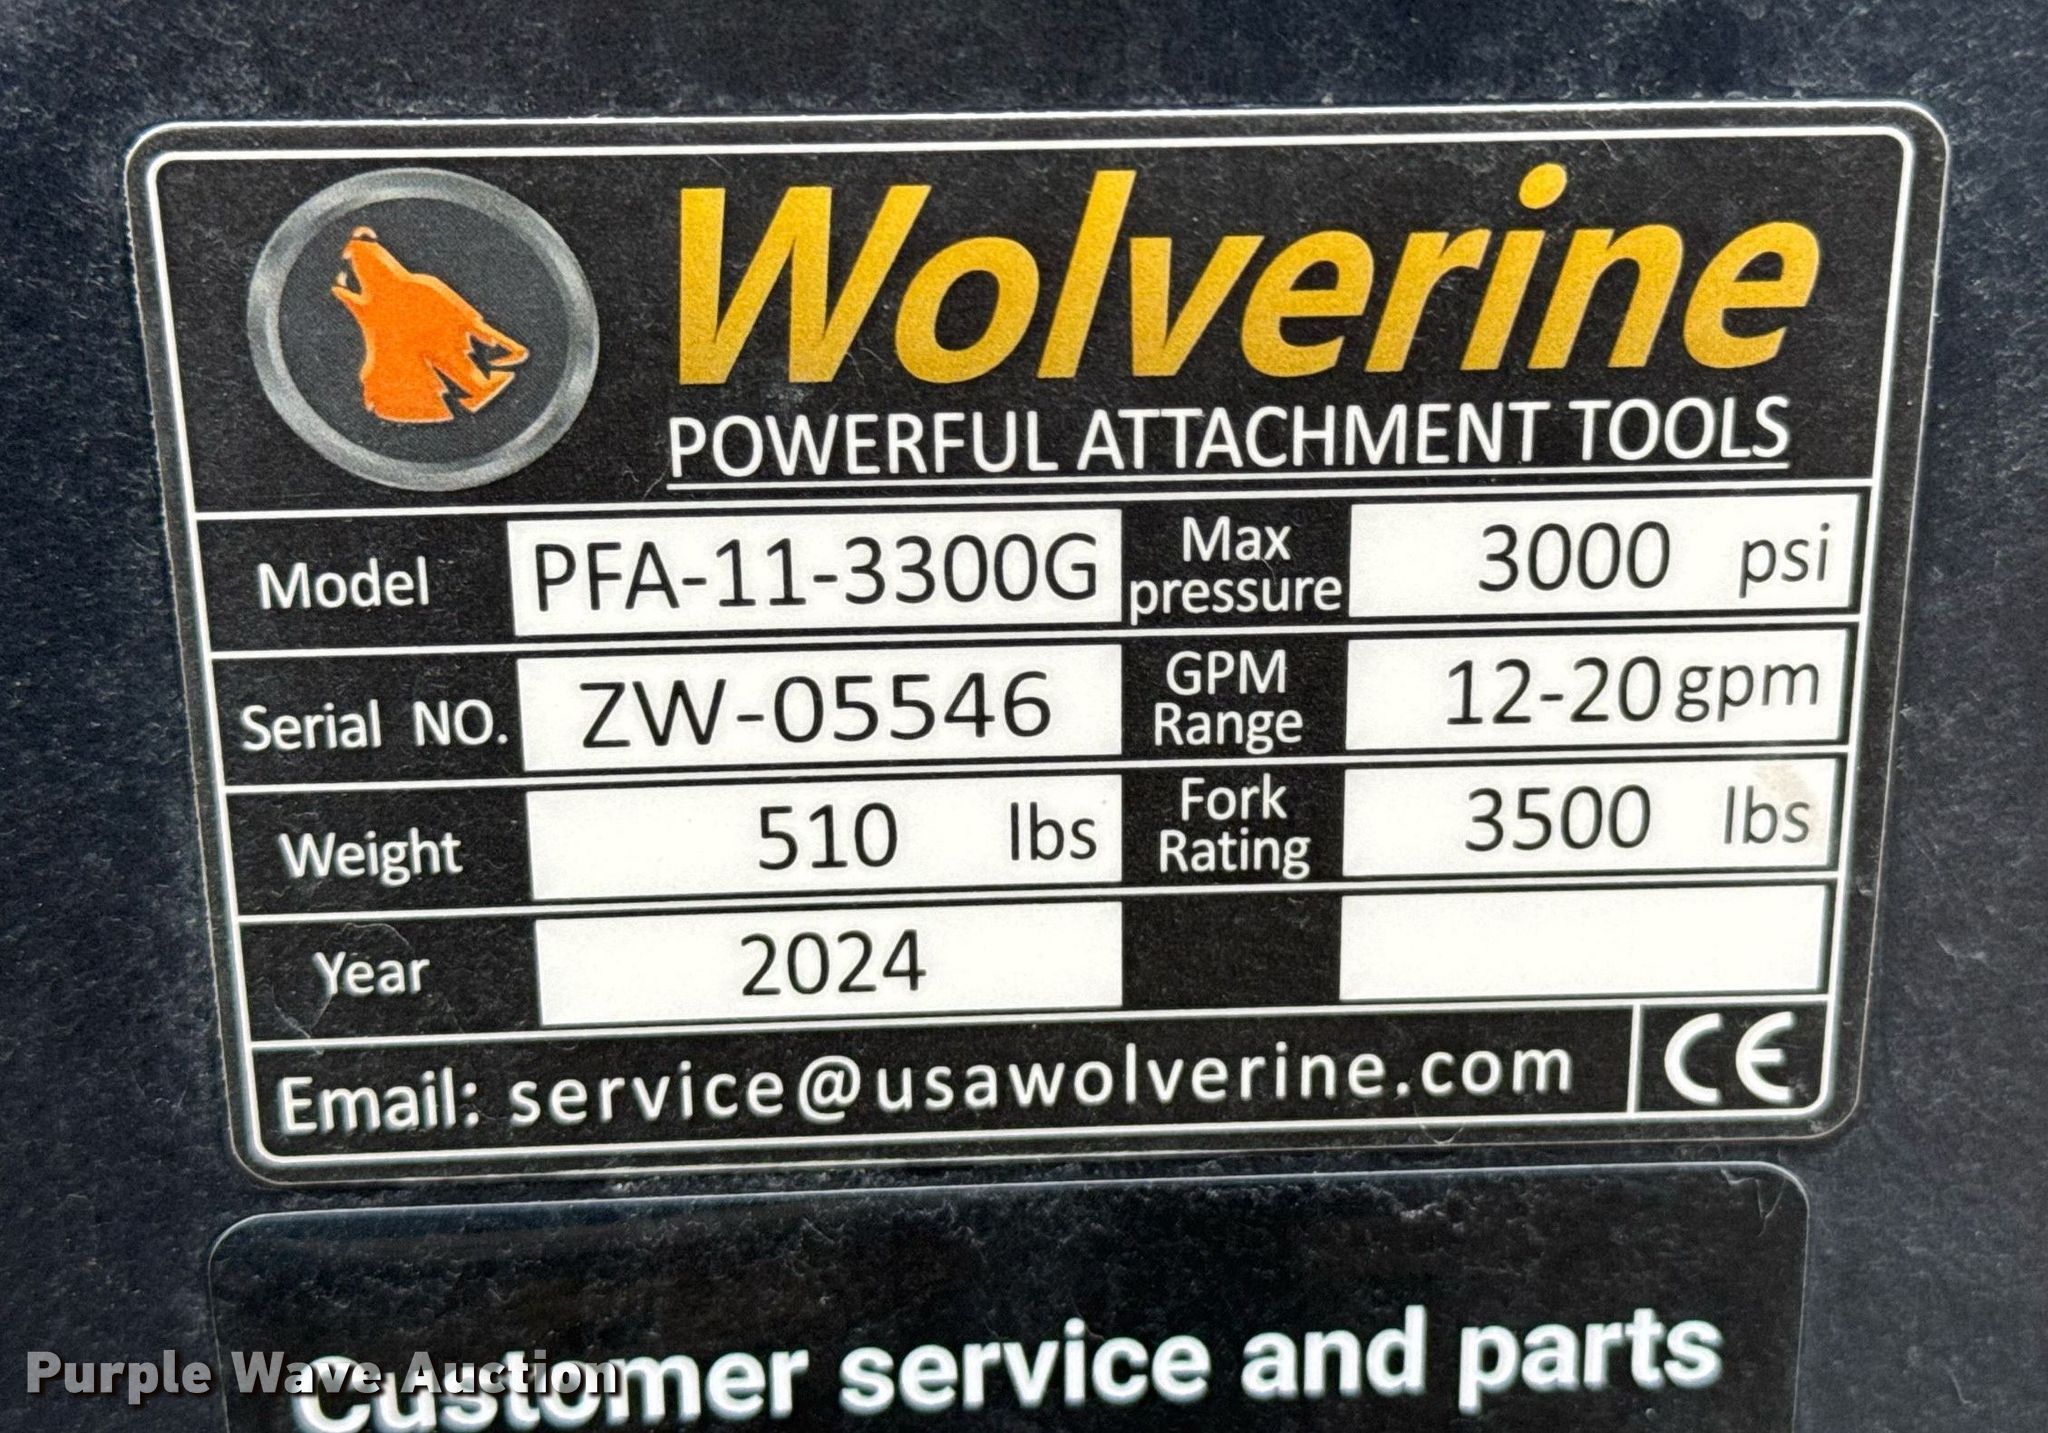 Wolverine
POWERFUL ATTACHMENT TOOLS
Model PFA-11-3300G Max pressure 3000 psi
Serial NO. ZW-05546 GPM Range 12-20 gpm
Weight 510 lbs Fork Rating 3500 lbs
Year 2024
Email: service@usawolverine.com CE
Customer service and parts
Purple Wave Auction